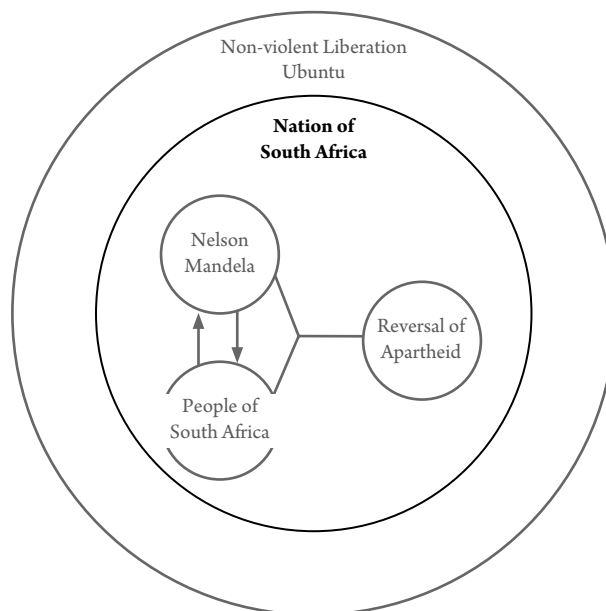 Non-violent Liberation
Ubuntu
Nation of
South Africa
Nelson
Mandela
Reversal of
Apartheid
People of
South Africa